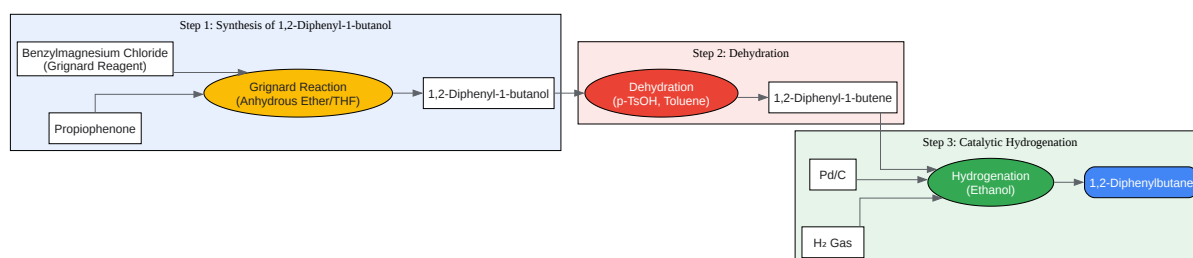 Step 1: Synthesis of 1,2-Diphenyl-1-butanol
Benzylmagnesium Chloride
(Grignard Reagent)
Propiophenone
Grignard Reaction
(Anhydrous Ether/THF)
1,2-Diphenyl-1-butanol
Step 2: Dehydration
Dehydration
(p-TsOH, Toluene)
1,2-Diphenyl-1-butene
Step 3: Catalytic Hydrogenation
Pd/C
H₂ Gas
Hydrogenation
(Ethanol)
1,2-Diphenylbutane